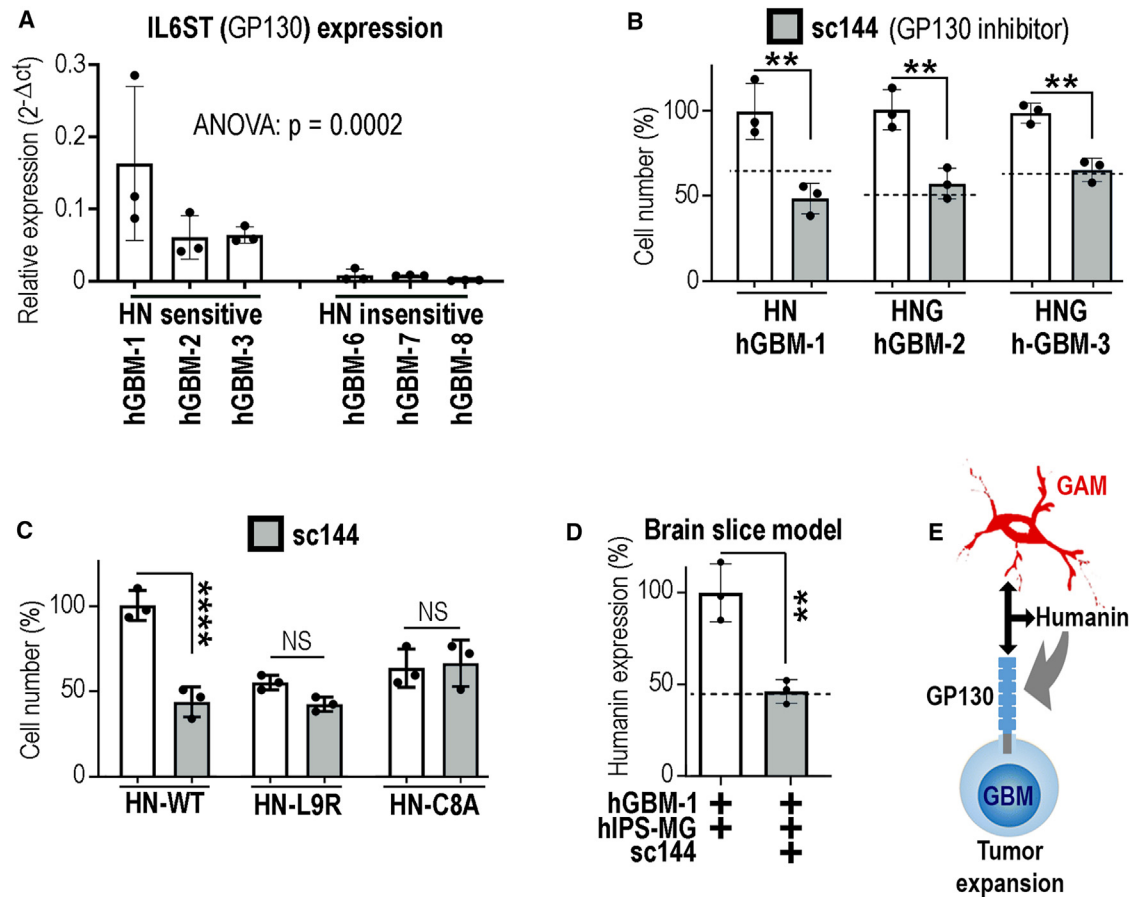 A
IL6ST (GP130) expression
Relative expression (2-Δct)
0.3
0.2
0.1
0
ANOVA: p = 0.0002
HN sensitive
HN insensitive
hGBM-1
hGBM-2
hGBM-3
hGBM-6
hGBM-7
hGBM-8
B
sc144 (GP130 inhibitor)
Cell number (%)
100
50
0
**
**
**
HN
hGBM-1
HNG
hGBM-2
HNG
h-GBM-3
C
sc144
Cell number (%)
100
50
0
****
NS
NS
HN-WT
HN-L9R
HN-C8A
D
Brain slice model
Humanin expression (%)
100
50
0
**
hGBM-1 + +
hIPS-MG + +
sc144 +
E
GAM
Humanin
GP130
GBM
Tumor
expansion